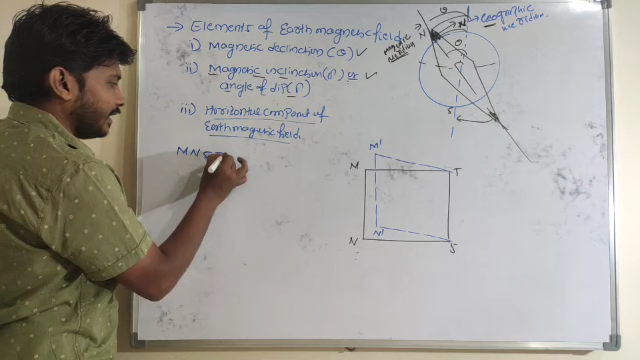 → Elements of Earth magnetic field
i) Magnetic declination (θ) ✓
ii) Magnetic inclination (δ) or ✓
angle of dip (δ)
iii) Horizontal component of
Earth magnetic field.
MNST
θ
N
N'
Geographic
meridian.
magnetic
meridian
θ
S'
S
M'
M
T
N'
N
S